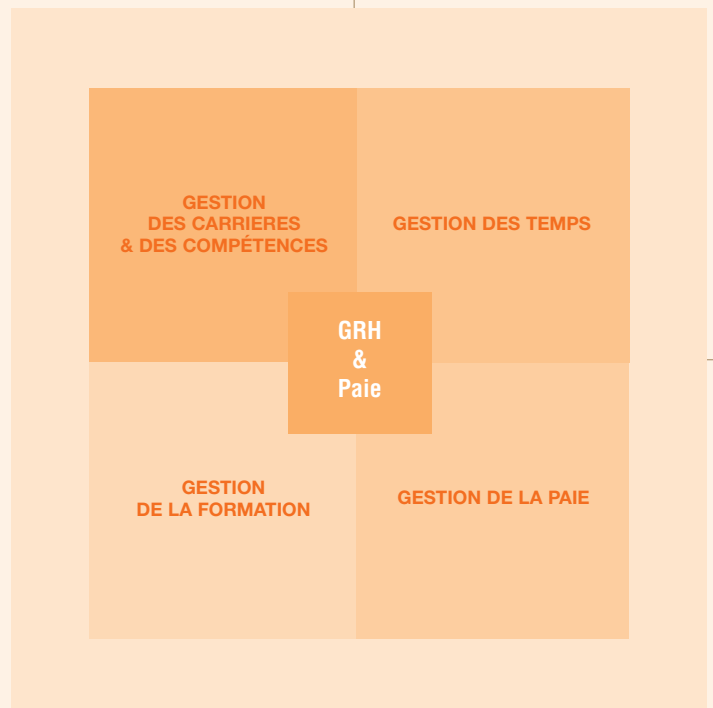 GESTION
DES CARRIERES
& DES COMPÉTENCES
GESTION DES TEMPS
GRH
&
Paie
GESTION
DE LA FORMATION
GESTION DE LA PAIE